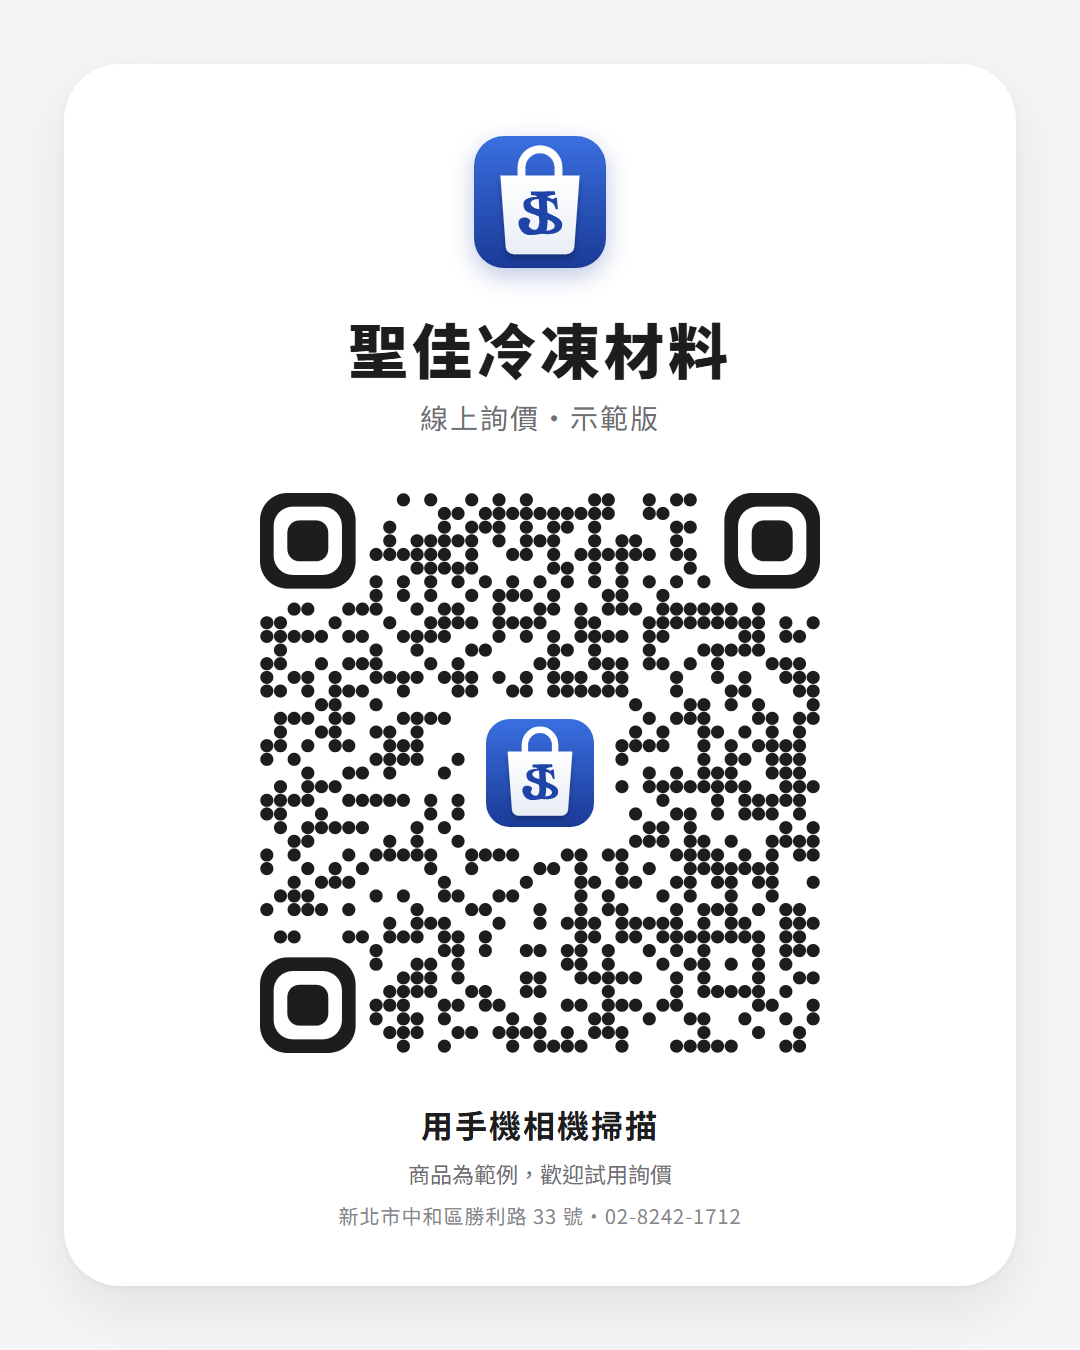 聖佳冷凍材料
線上詢價・示範版
用手機相機掃描
商品為範例，歡迎試用詢價
新北市中和區勝利路 33 號・02-8242-1712